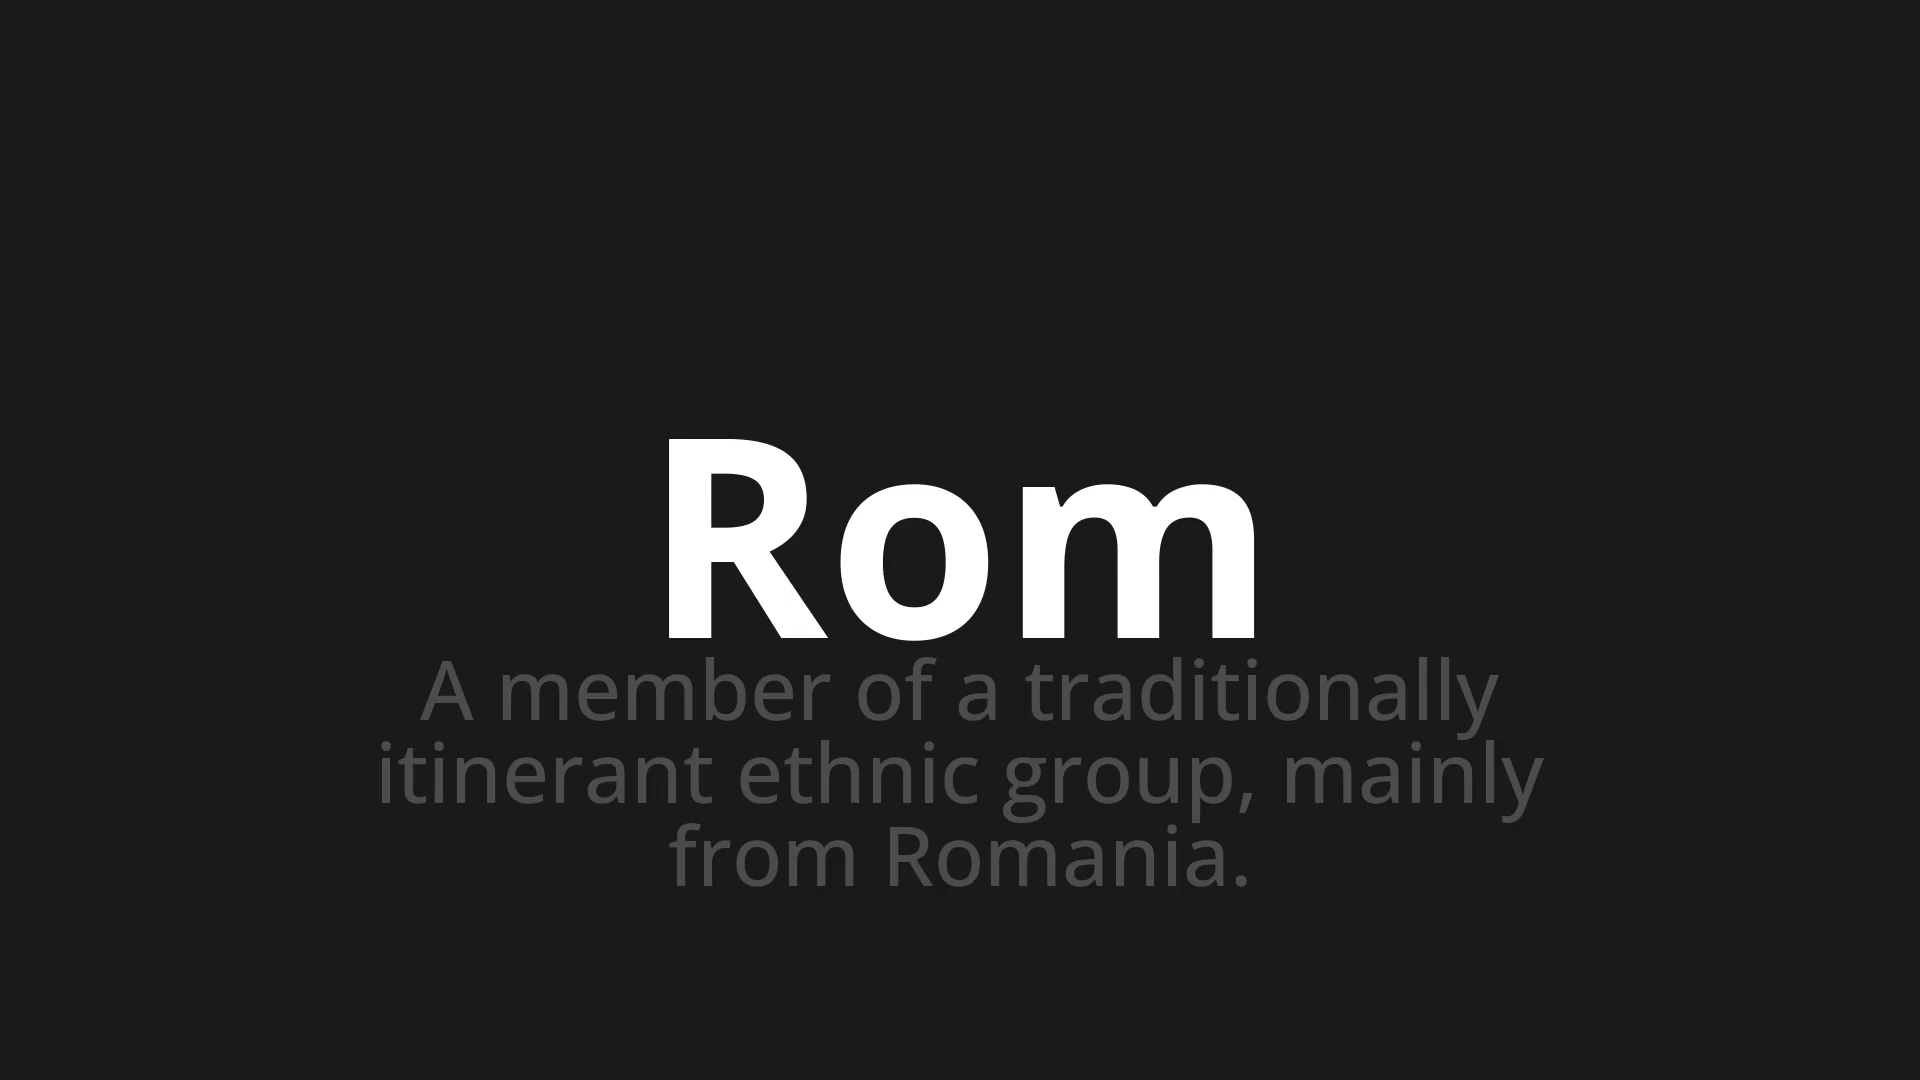 Rom
A member of a traditionally
itinerant ethnic group, mainly
from Romania.